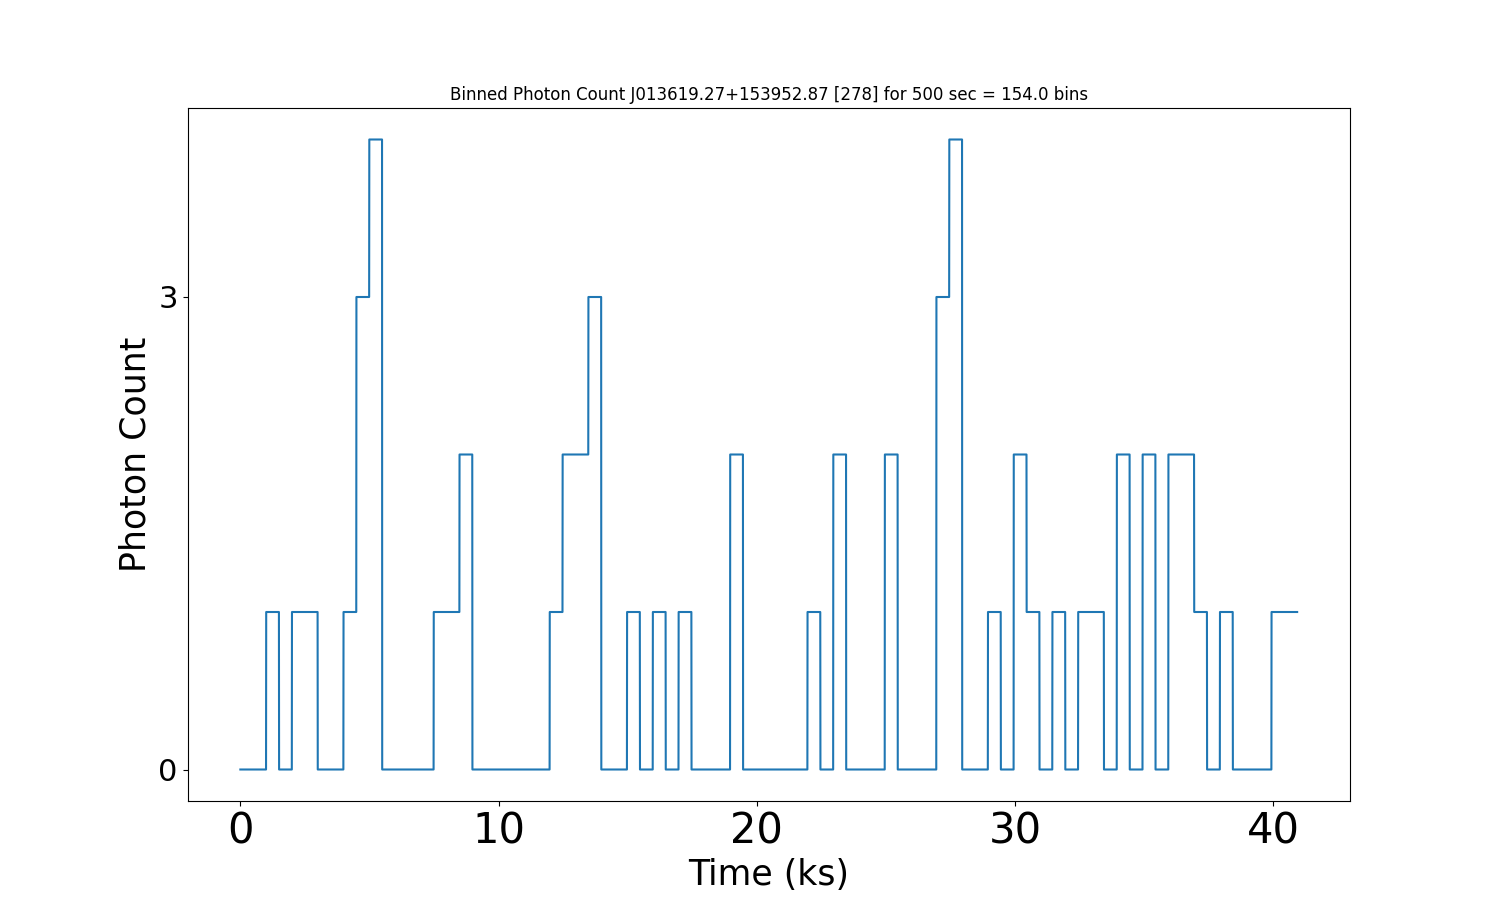 Binned Photon Count J013619.27+153952.87 [278] for 500 sec = 154.0 bins
3
Photon Count
0
0 10 20 30 40
Time (ks)